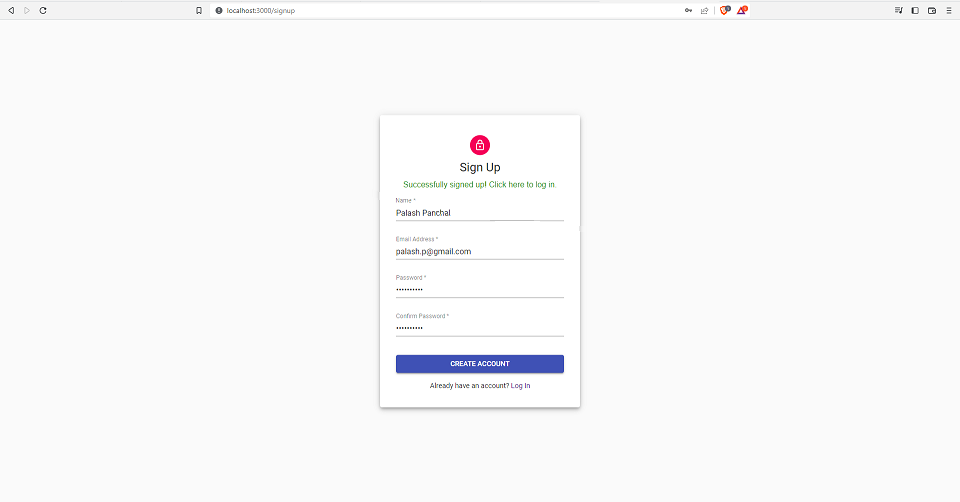 localhost:3000/signup
Sign Up
Successfully signed up! Click here to log in.
Name *
Palash Panchal
Email Address *
palash.p@gmail.com
Password *
••••••••••
Confirm Password *
••••••••••
CREATE ACCOUNT
Already have an account? Log In